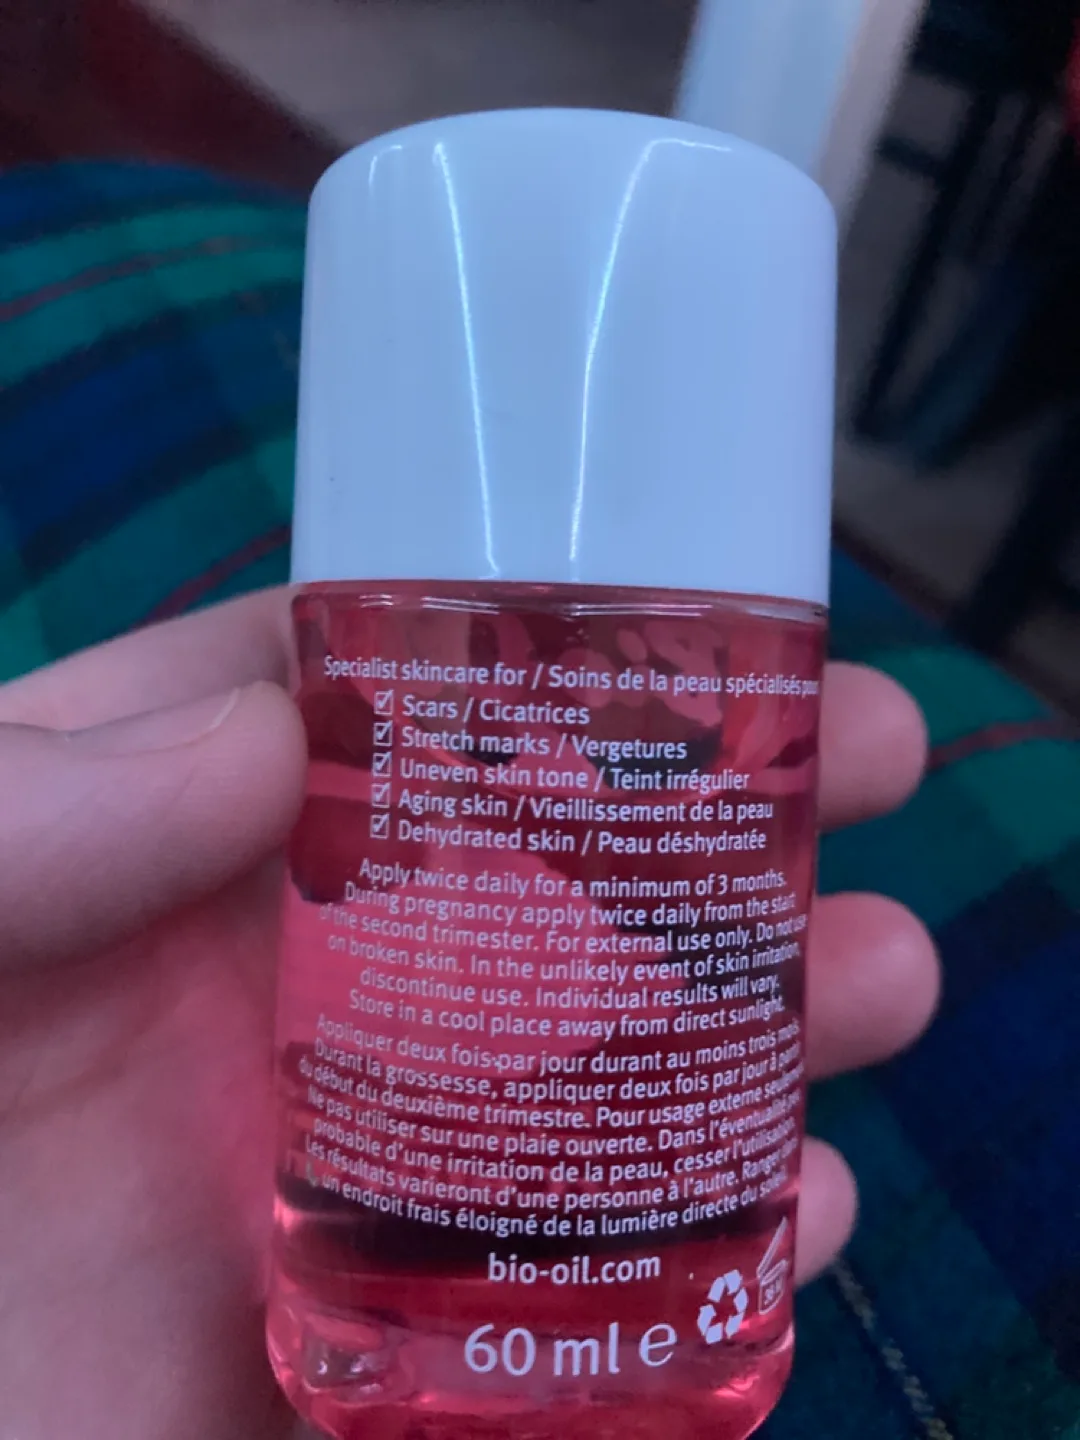 Specialist skincare for / Soins de la peau spécialisés pour
☑ Scars / Cicatrices
☑ Stretch marks / Vergetures
☑ Uneven skin tone / Teint irrégulier
☑ Aging skin / Vieillissement de la peau
☑ Dehydrated skin / Peau déshydratée
Apply twice daily for a minimum of 3 months.
During pregnancy apply twice daily from the start
of the second trimester. For external use only. Do not use
on broken skin. In the unlikely event of skin irritation,
discontinue use. Individual results will vary.
Store in a cool place away from direct sunlight.
Appliquer deux fois par jour durant au moins trois mois.
Durant la grossesse, appliquer deux fois par jour à partir
du début du deuxième trimestre. Pour usage externe seulement.
Ne pas utiliser sur une plaie ouverte. Dans l'éventualité peu
probable d'une irritation de la peau, cesser l'utilisation.
Les résultats varieront d'une personne à l'autre. Ranger dans
un endroit frais éloigné de la lumière directe du soleil.
bio-oil.com
36 M
60 ml e